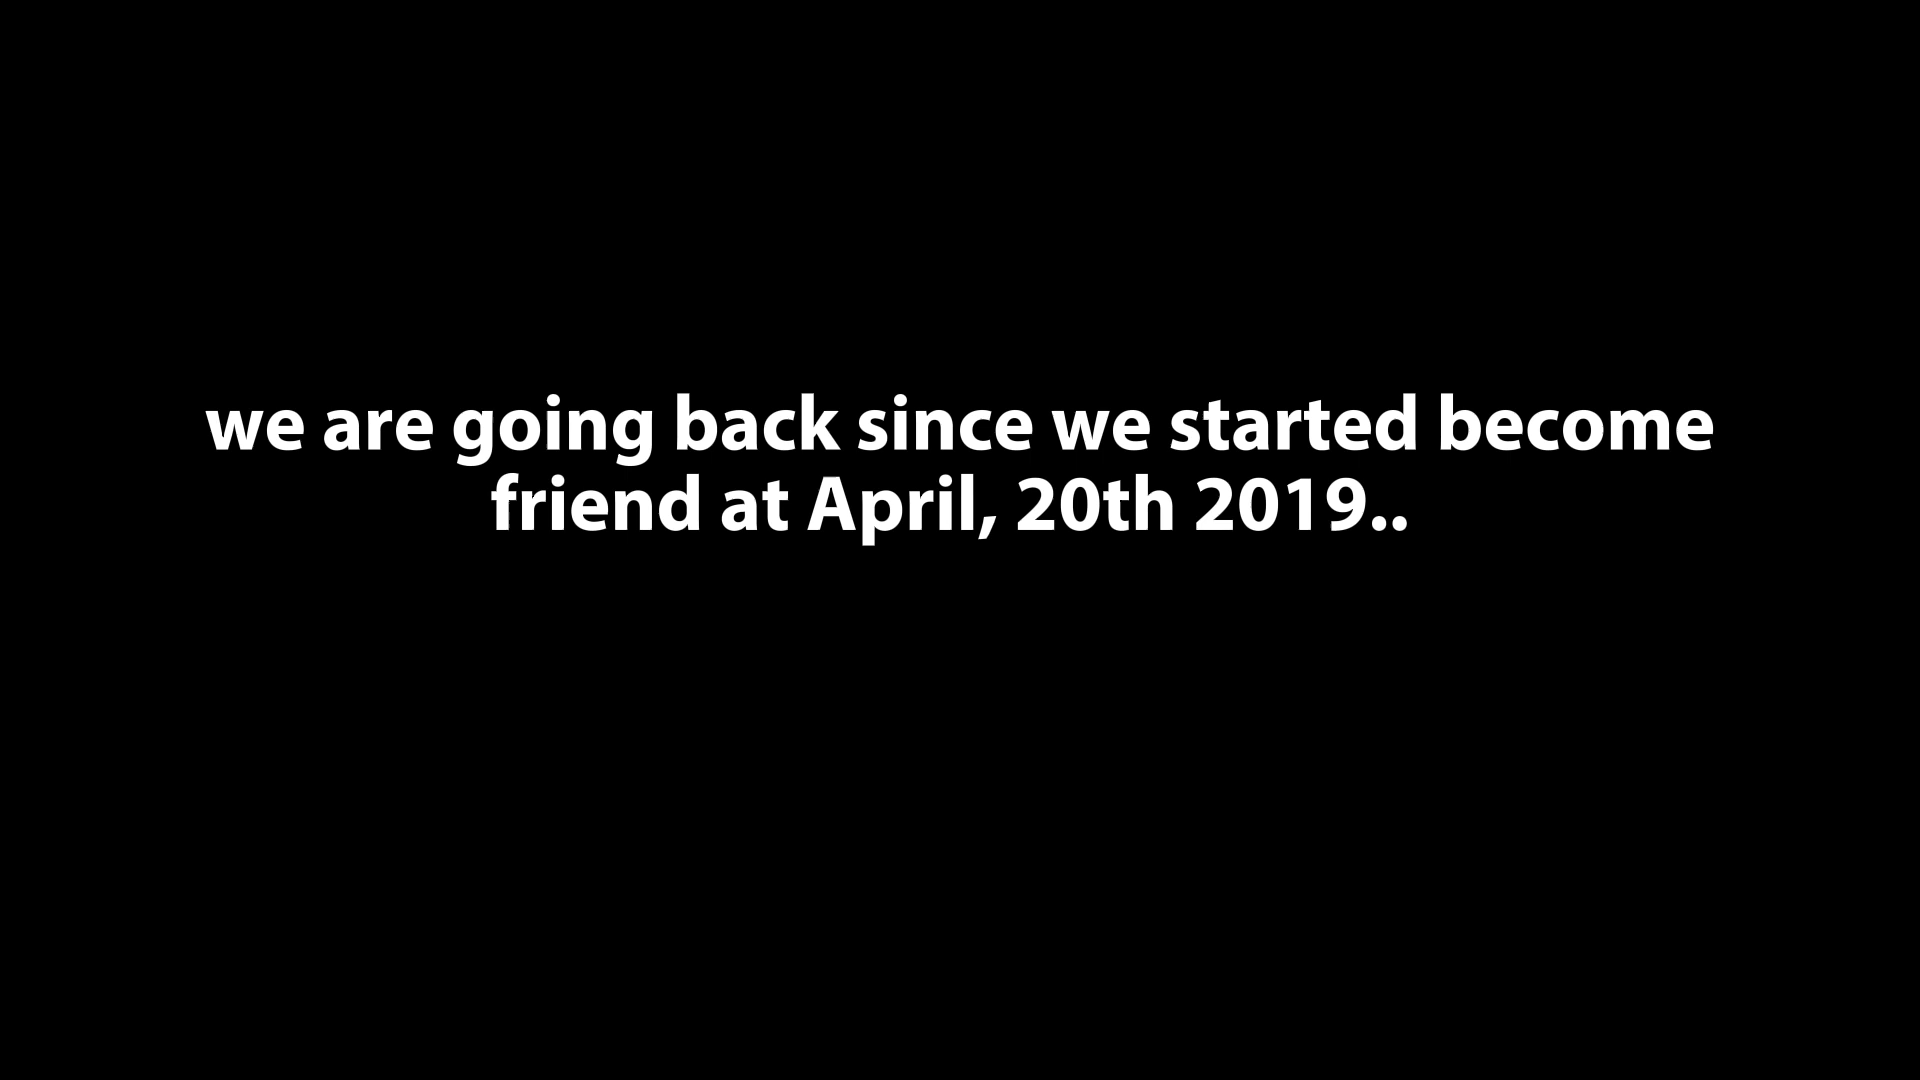 we are going back since we started become
friend at April, 20th 2019..